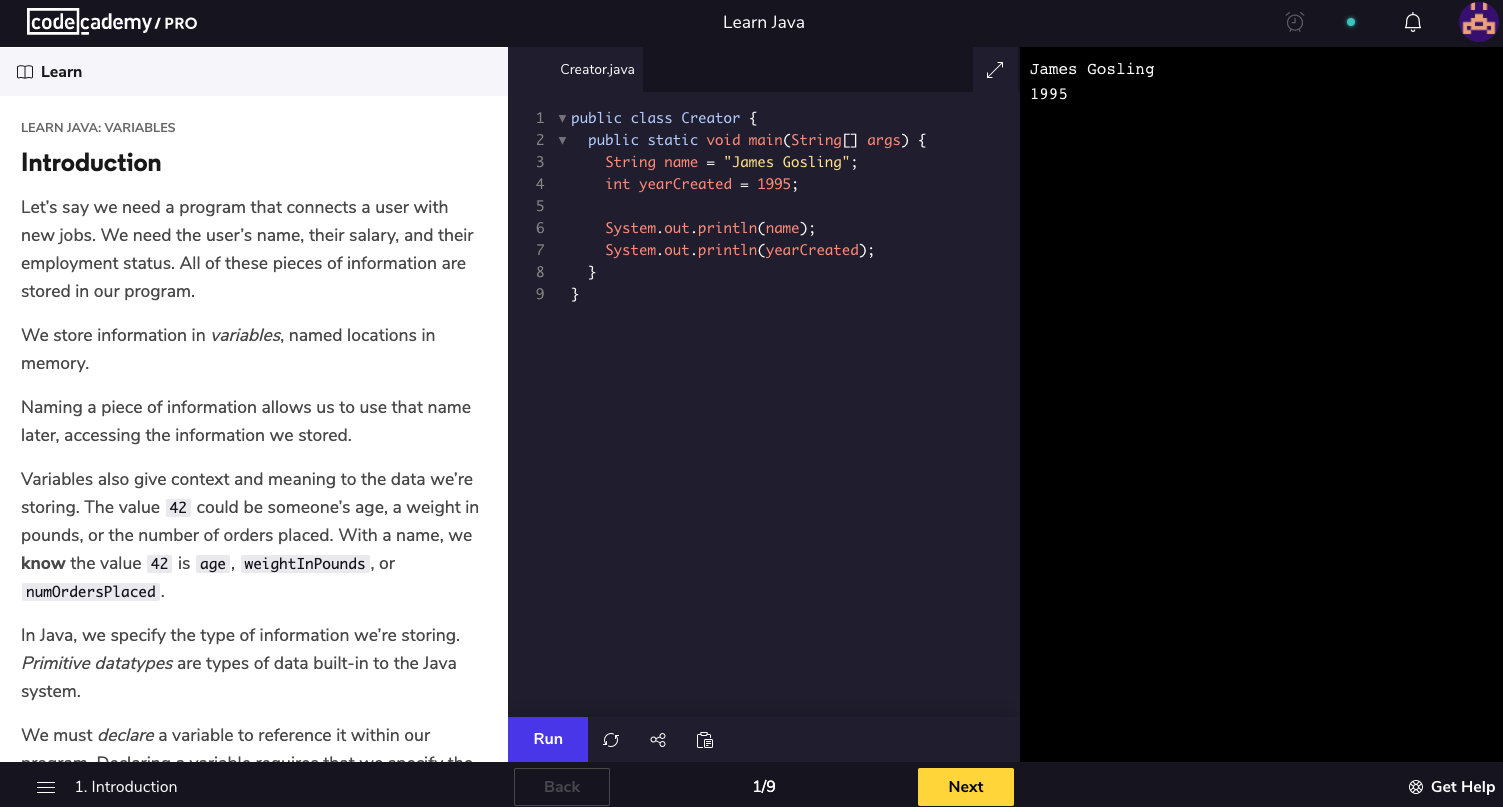 codecademy/PRO
Learn Java
Learn
LEARN JAVA: VARIABLES
Introduction
Let’s say we need a program that connects a user with
new jobs. We need the user’s name, their salary, and their
employment status. All of these pieces of information are
stored in our program.
We store information in variables, named locations in
memory.
Naming a piece of information allows us to use that name
later, accessing the information we stored.
Variables also give context and meaning to the data we’re
storing. The value 42 could be someone’s age, a weight in
pounds, or the number of orders placed. With a name, we
know the value 42 is age, weightInPounds, or
numOrdersPlaced.
In Java, we specify the type of information we’re storing.
Primitive datatypes are types of data built-in to the Java
system.
We must declare a variable to reference it within our
program. Declaring a variable requires that we specify the
Creator.java
1 public class Creator {
2   public static void main(String[] args) {
3     String name = "James Gosling";
4     int yearCreated = 1995;
5
6     System.out.println(name);
7     System.out.println(yearCreated);
8   }
9 }
James Gosling
1995
Run
1. Introduction
Back
1/9
Next
Get Help